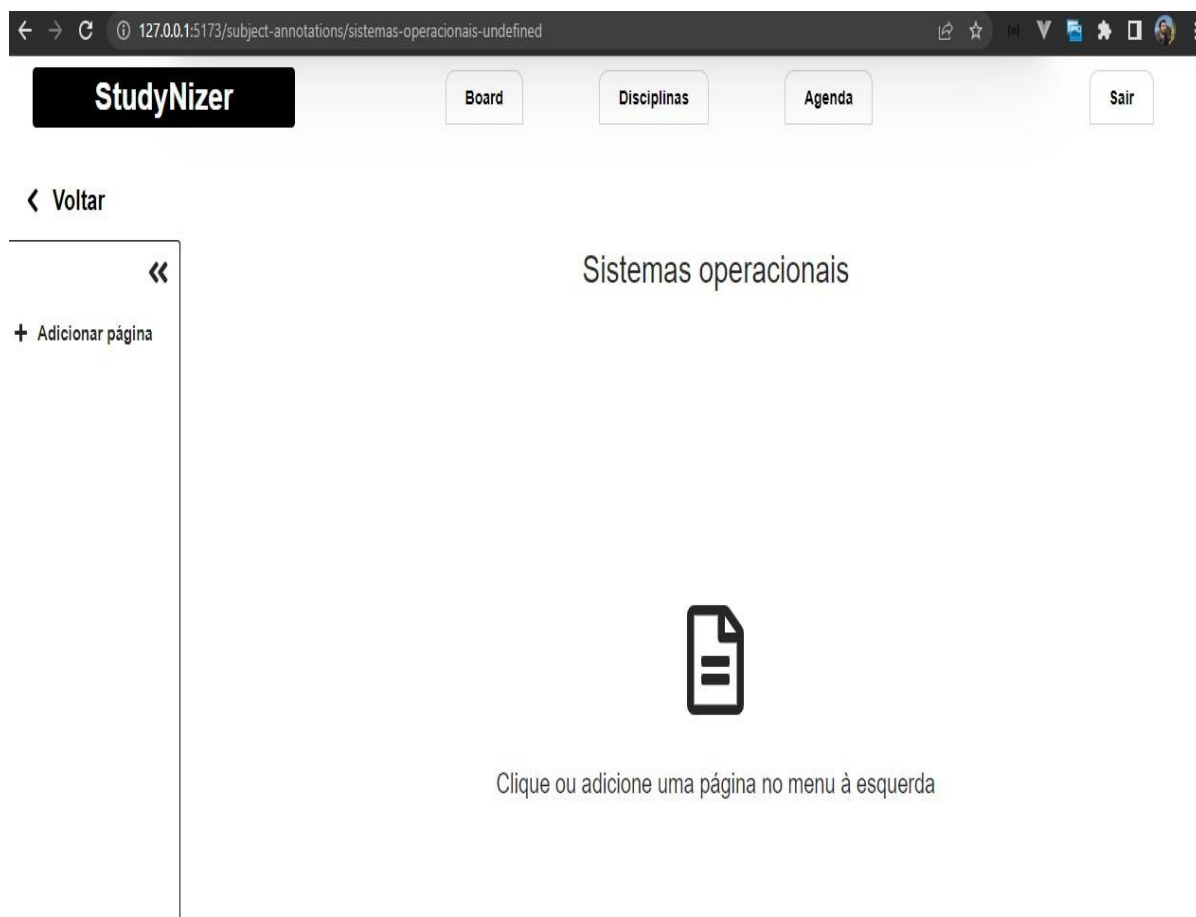 127.0.0.1:5173/subject-annotations/sistemas-operacionais-undefined
StudyNizer Board Disciplinas Agenda Sair
Voltar
Sistemas operacionais
+ Adicionar página
Clique ou adicione uma página no menu à esquerda